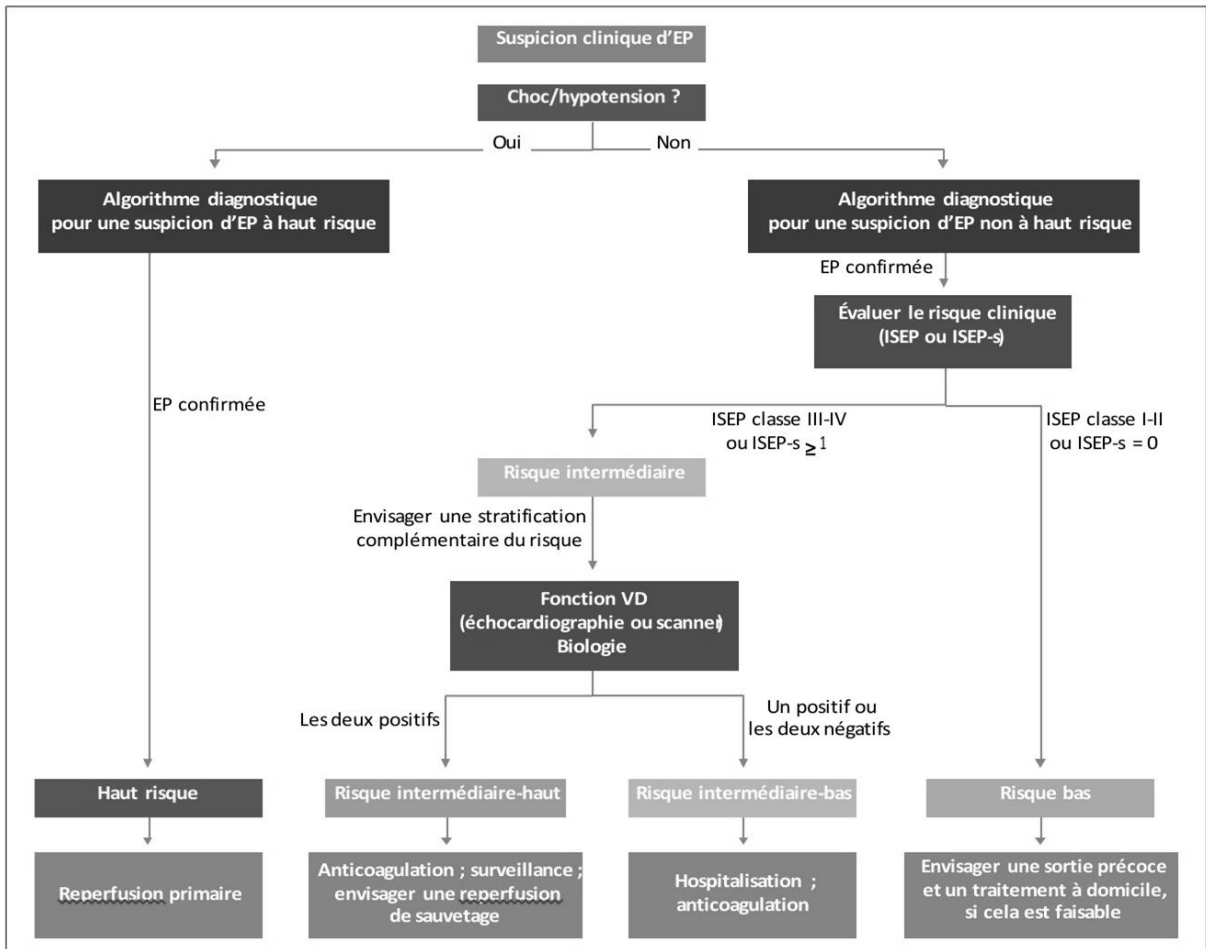 Suspicion clinique d'EP
Choc/hypotension ?
Oui
Non
Algorithme diagnostique
pour une suspicion d'EP à haut risque
Algorithme diagnostique
pour une suspicion d'EP non à haut risque
EP confirmée
Évaluer le risque clinique
(ISEP ou ISEP-s)
EP confirmée
ISEP classe III-IV
ou ISEP-s ≥ 1
ISEP classe I-II
ou ISEP-s = 0
Risque intermédiaire
Envisager une stratification
complémentaire du risque
Fonction VD
(échocardiographie ou scanner)
Biologie
Les deux positifs
Un positif ou
les deux négatifs
Haut risque
Risque intermédiaire-haut
Risque intermédiaire-bas
Risque bas
Reperfusion primaire
Anticoagulation ; surveillance ;
envisager une reperfusion
de sauvetage
Hospitalisation ;
anticoagulation
Envisager une sortie précoce
et un traitement à domicile,
si cela est faisable